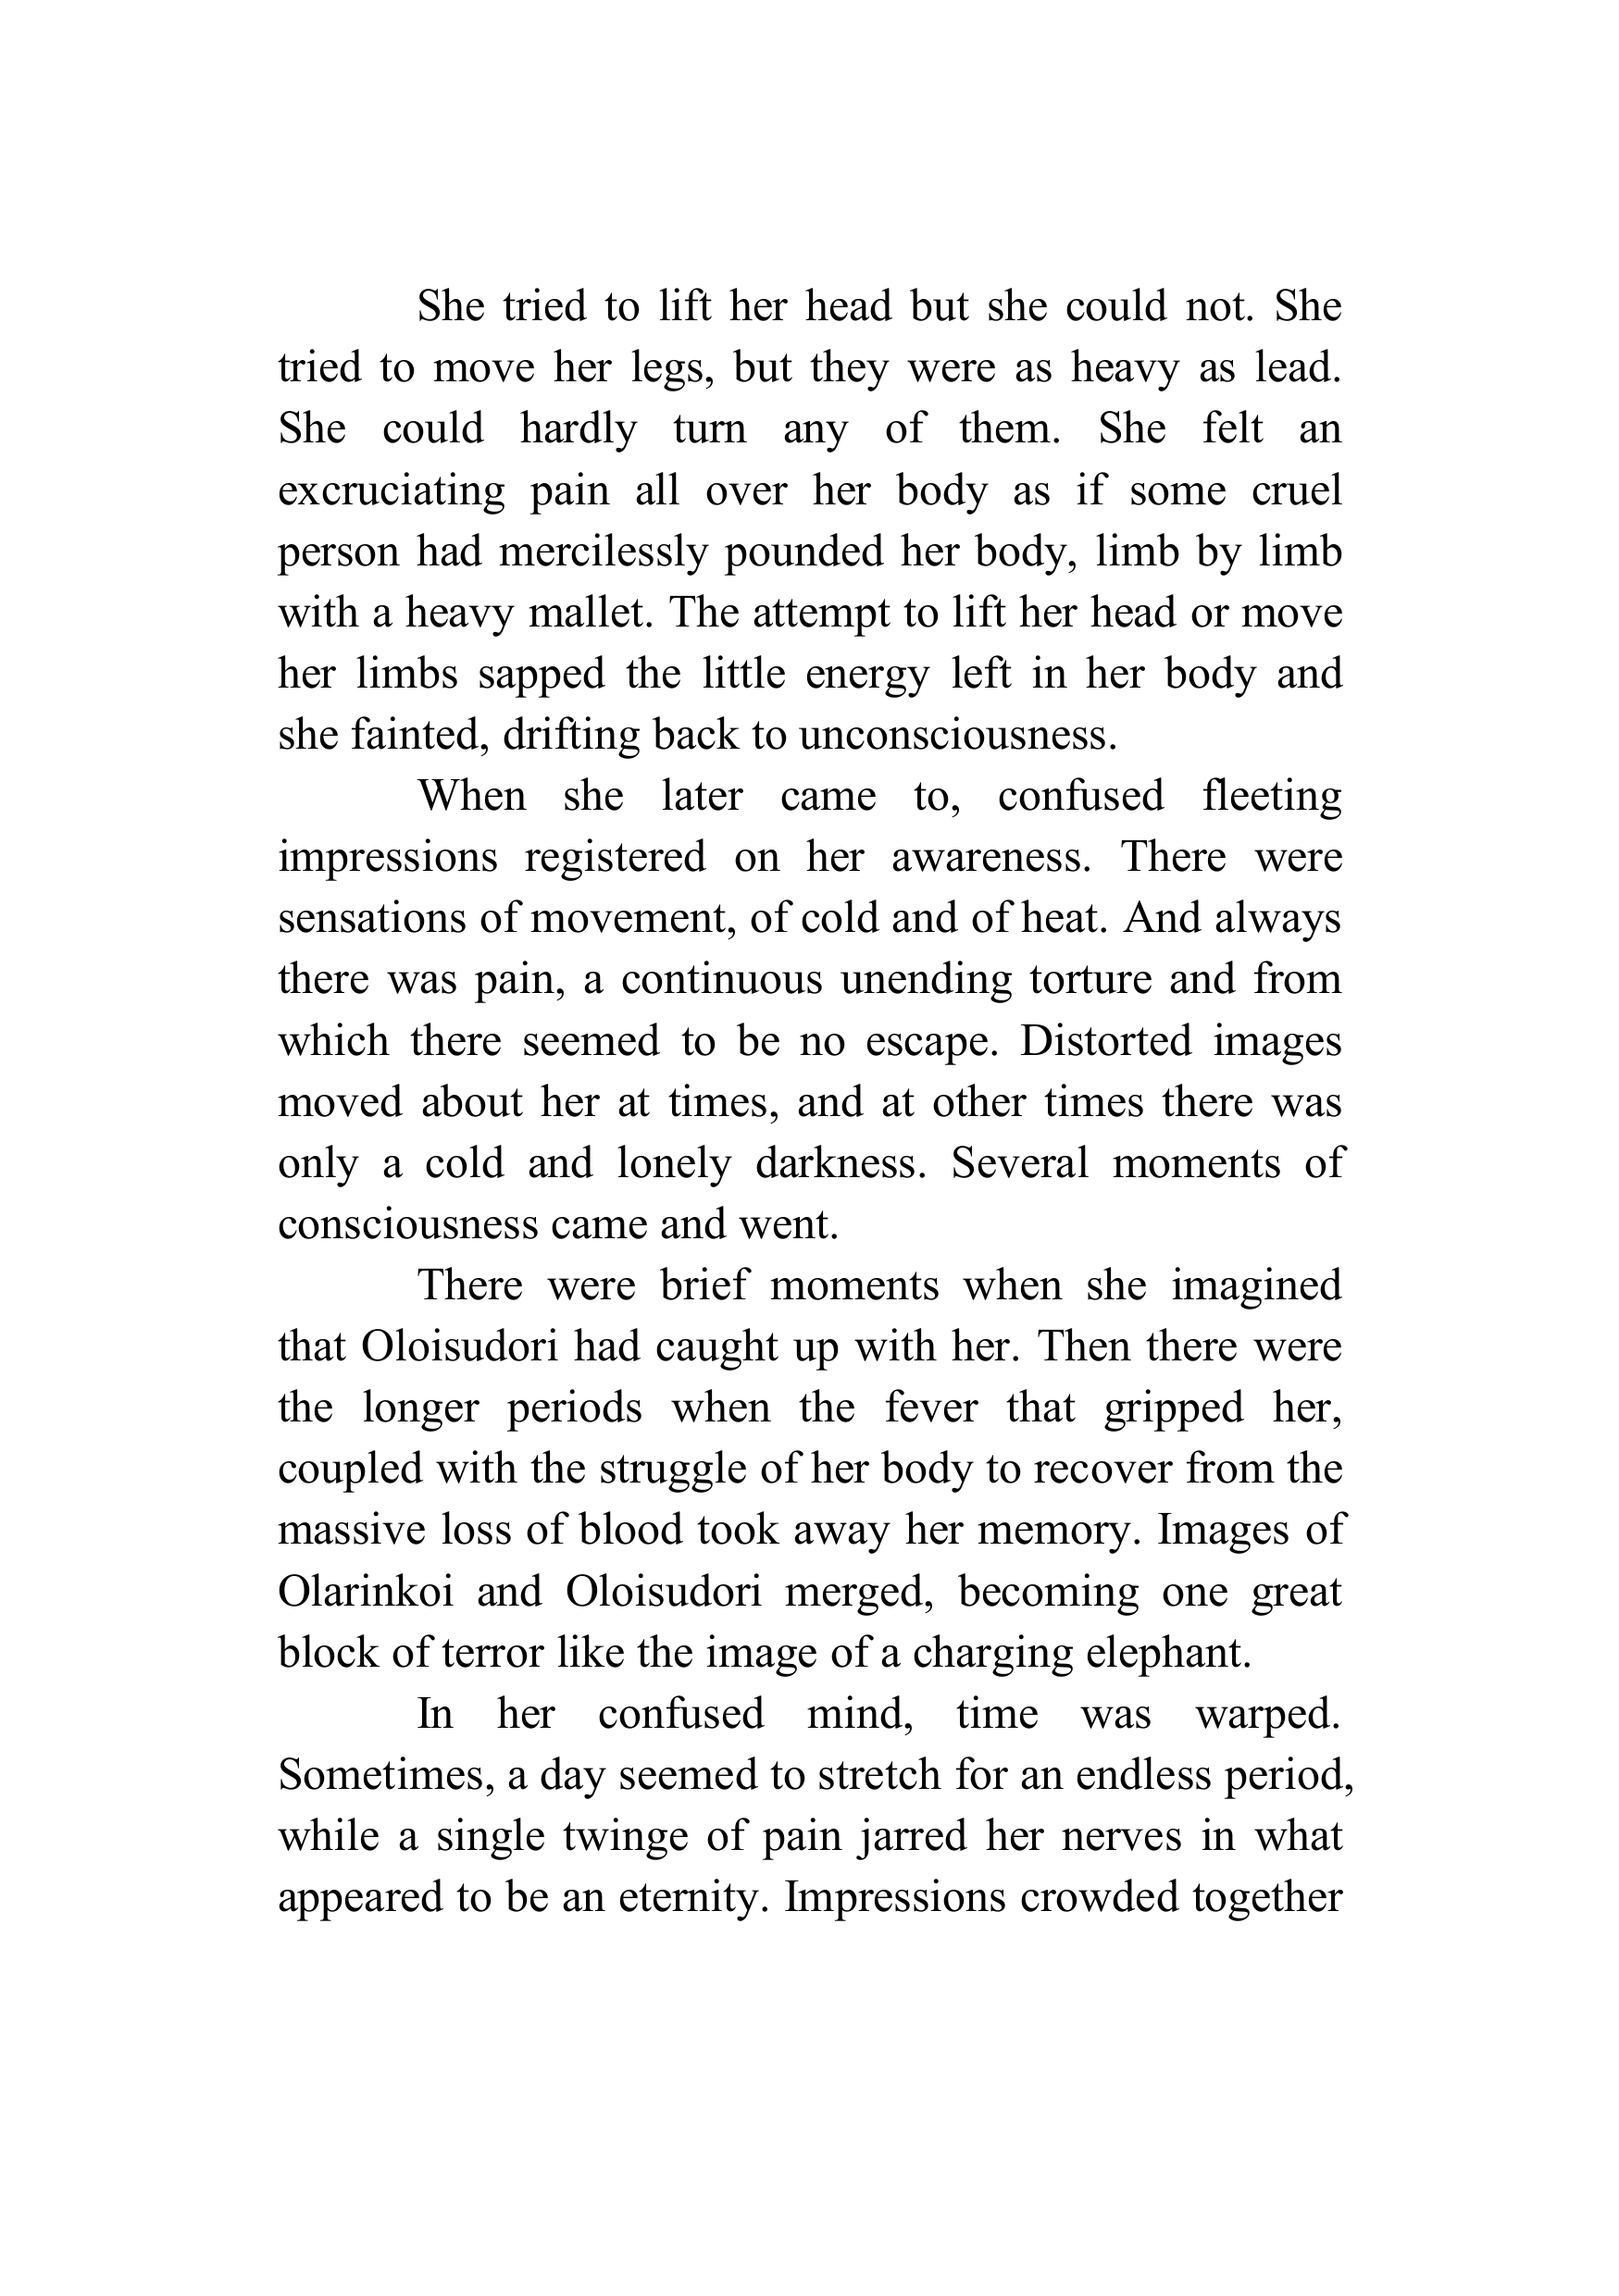 She tried to lift her head but she could not. She
tried to move her legs, but they were as heavy as lead.
She could hardly turn any of them. She felt an
excruciating pain all over her body as if some cruel
person had mercilessly pounded her body, limb by limb
with a heavy mallet. The attempt to lift her head or move
her limbs sapped the little energy left in her body and
she fainted, drifting back to unconsciousness.
When she later came to, confused fleeting
impressions registered on her awareness. There were
sensations of movement, of cold and of heat. And always
there was pain, a continuous unending torture and from
which there seemed to be no escape. Distorted images
moved about her at times, and at other times there was
only a cold and lonely darkness. Several moments of
consciousness came and went.
There were brief moments when she imagined
that Oloisudori had caught up with her. Then there were
the longer periods when the fever that gripped her,
coupled with the struggle of her body to recover from the
massive loss of blood took away her memory. Images of
Olarinkoi and Oloisudori merged, becoming one great
block of terror like the image of a charging elephant.
In her confused mind, time was warped.
Sometimes, a day seemed to stretch for an endless period,
while a single twinge of pain jarred her nerves in what
appeared to be an eternity. Impressions crowded together